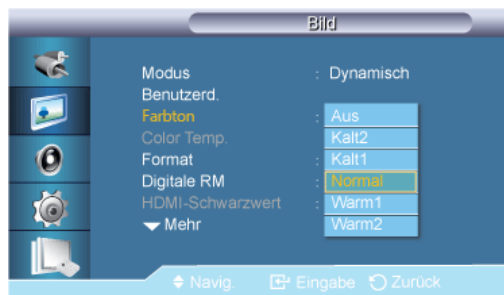 Bild
Modus : Dynamisch
Benutzerd.
Farbton : Aus
Color Temp. Kalt2
Format : Kalt1
Digitale RM : Normal
HDMI-Schwarzwert : Warm1
Mehr Warm2
Navig. Eingabe Zurück